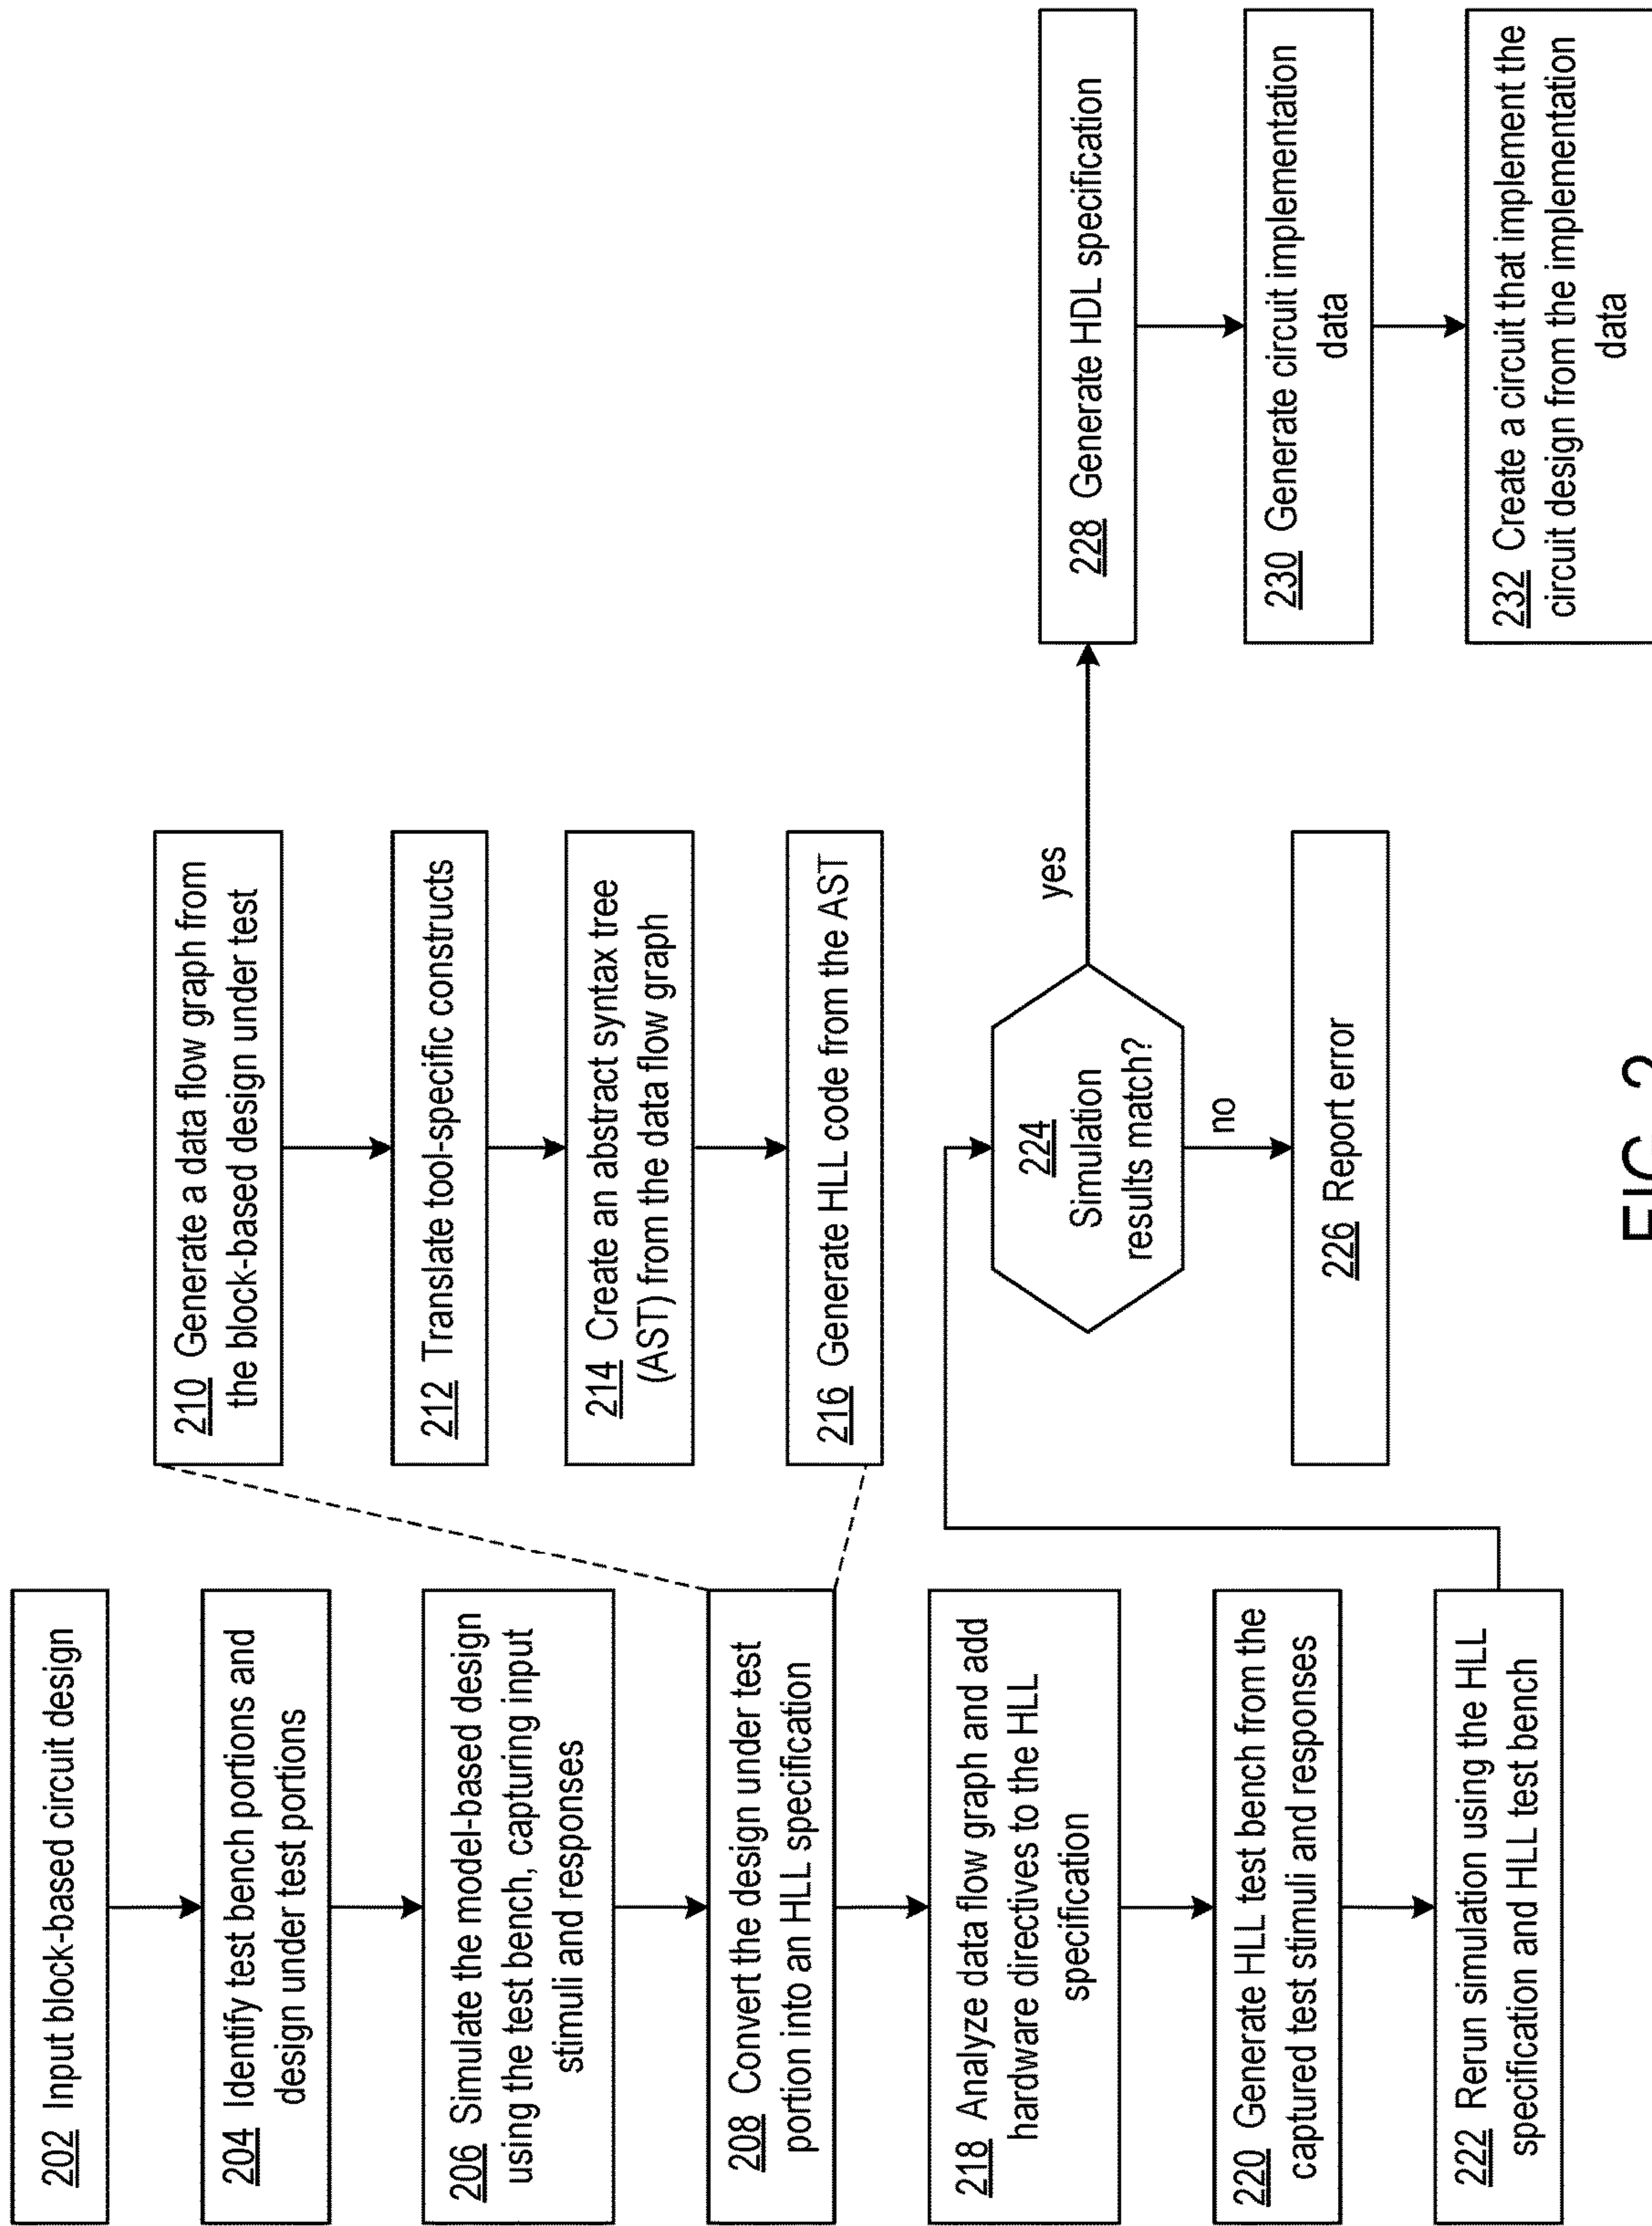 202 Input block-based circuit design
204 Identify test bench portions and
design under test portions
206 Simulate the model-based design
using the test bench, capturing input
stimuli and responses
208 Convert the design under test
portion into an HLL specification
218 Analyze data flow graph and add
hardware directives to the HLL
specification
220 Generate HLL test bench from the
captured test stimuli and responses
222 Rerun simulation using the HLL
specification and HLL test bench
210 Generate a data flow graph from
the block-based design under test
212 Translate tool-specific constructs
214 Create an abstract syntax tree
(AST) from the data flow graph
216 Generate HLL code from the AST
224
Simulation
results match?
yes
no
226 Report error
228 Generate HDL specification
230 Generate circuit implementation
data
232 Create a circuit that implement the
circuit design from the implementation
data
FIG. 2